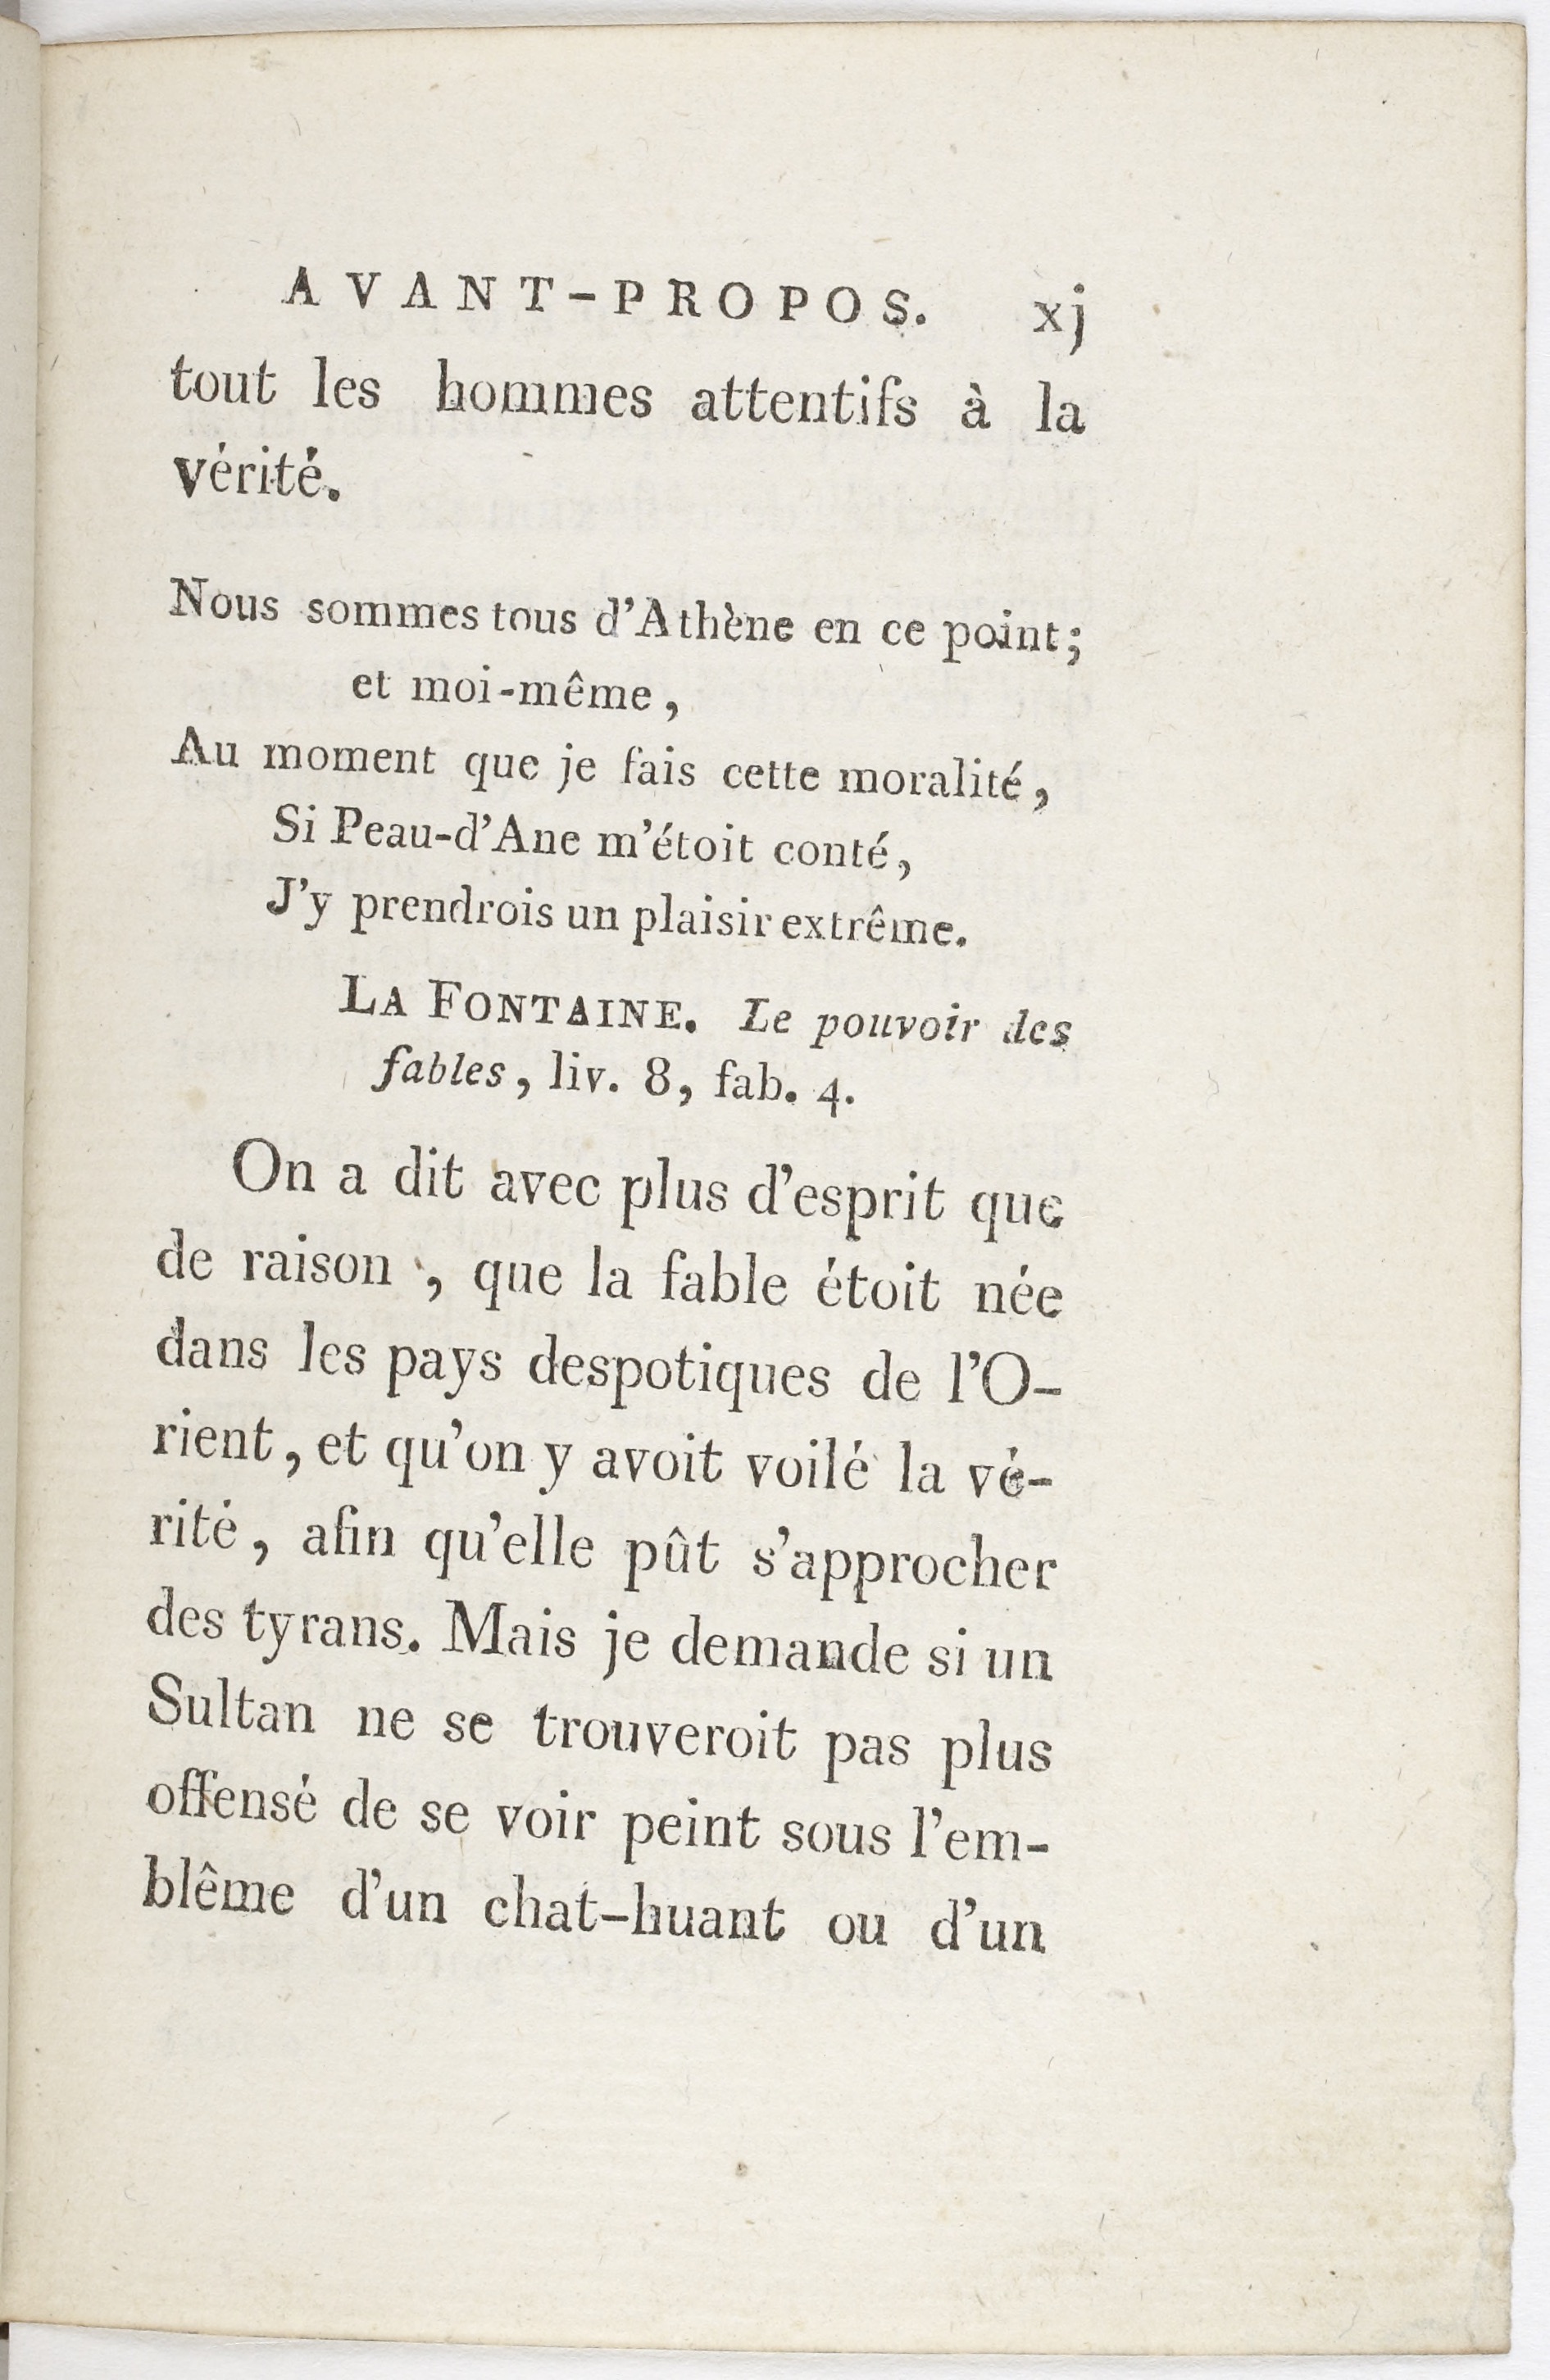 AVANT-PROPOS. xj
tout les hommes attentifs à la
vérité.
Nous sommes tous d'Athène en ce point;
et moi-même,
Au moment que je fais cette moralité,
Si Peau-d'Ane m'étoit conté,
J'y prendrois un plaisir extrême.
LA FONTAINE. Le pouvoir des
fables, liv. 8, fab. 4.
On a dit avec plus d'esprit que
de raison, que la fable étoit née
dans les pays despotiques de l'O-
rient, et qu'on y avoit voilé la vé-
rité, afin qu'elle pût s'approcher
des tyrans. Mais je demande si un
Sultan ne se trouveroit pas plus
offensé de se voir peint sous l'em-
blême d'un chat-huant ou d'un